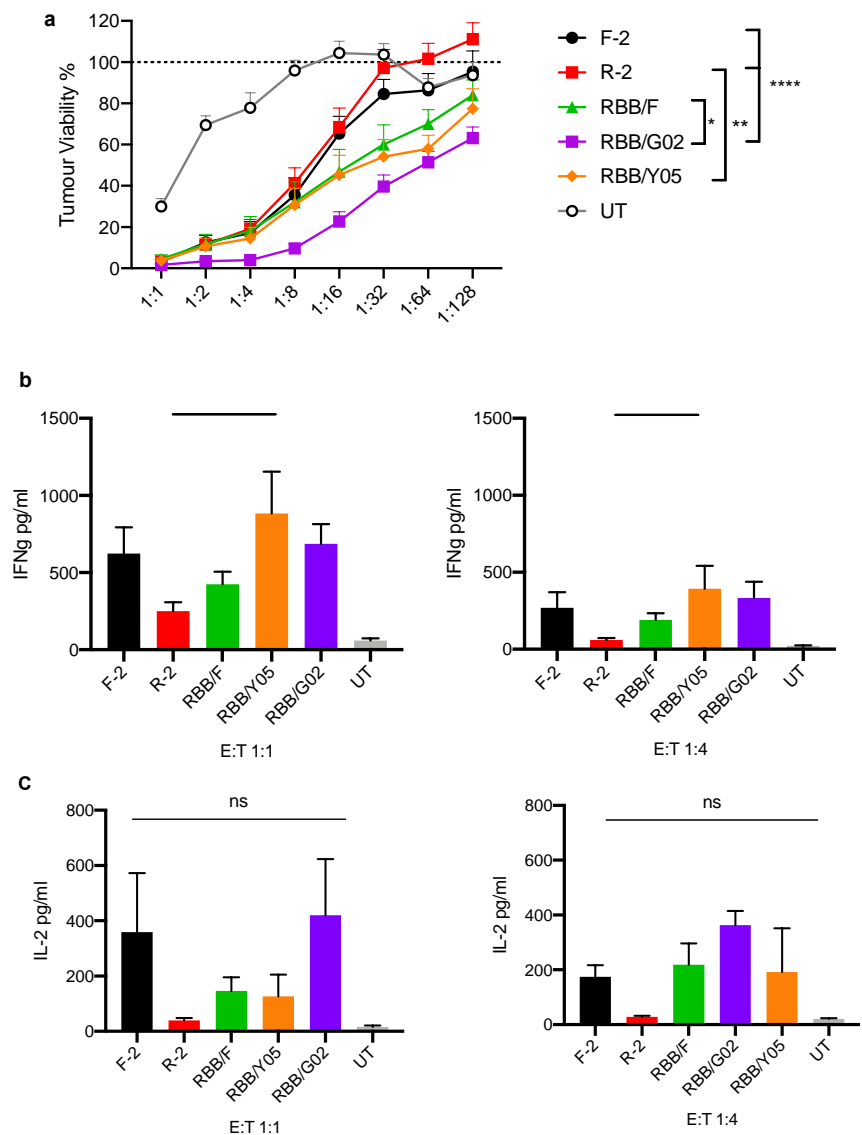 a
120
100
80
60
40
20
0
Tumour Viability %
1:1
1:2
1:4
1:8
1:16
1:32
1:64
1:128
F-2
R-2
RBB/F
RBB/G02
RBB/Y05
UT
*
**
****
b
1500
1000
500
0
IFNg pg/ml
F-2
R-2
RBB/F
RBB/Y05
RBB/G02
UT
E:T 1:1
1500
1000
500
0
IFNg pg/ml
F-2
R-2
RBB/F
RBB/Y05
RBB/G02
UT
E:T 1:4
c
ns
800
600
400
200
0
IL-2 pg/ml
F-2
R-2
RBB/F
RBB/Y05
RBB/G02
UT
E:T 1:1
ns
800
600
400
200
0
IL-2 pg/ml
F-2
R-2
RBB/F
RBB/G02
RBB/Y05
UT
E:T 1:4